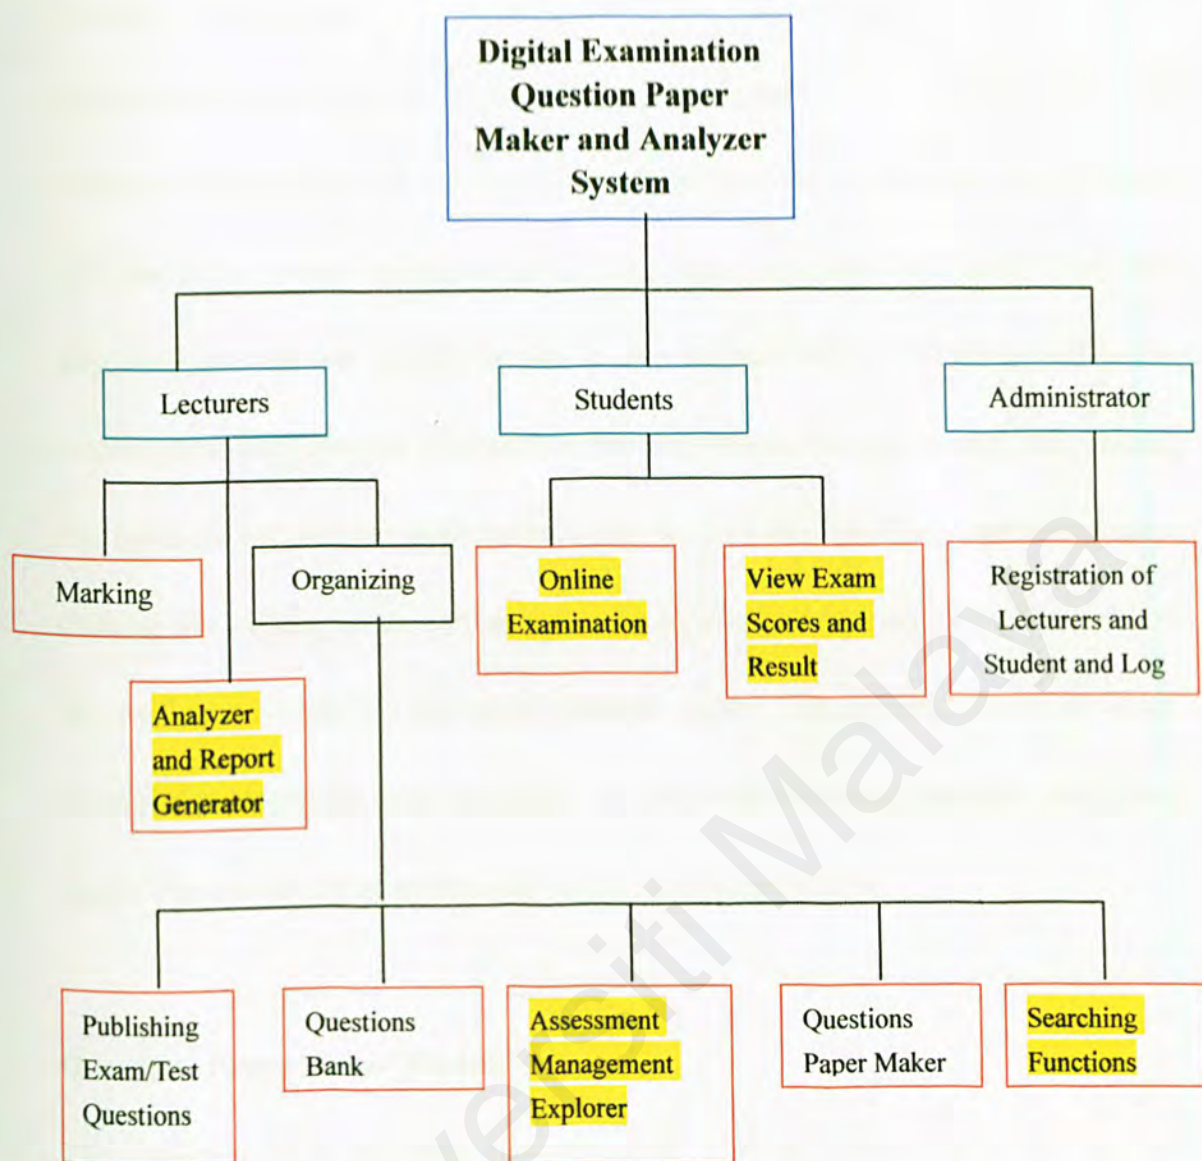 Digital Examination
Question Paper
Maker and Analyzer
System
Lecturers
Students
Administrator
Marking
Organizing
Online
Examination
View Exam
Scores and
Result
Registration of
Lecturers and
Student and Log
Analyzer
and Report
Generator
Publishing
Exam/Test
Questions
Questions
Bank
Assessment
Management
Explorer
Questions
Paper Maker
Searching
Functions
versiti Malaya